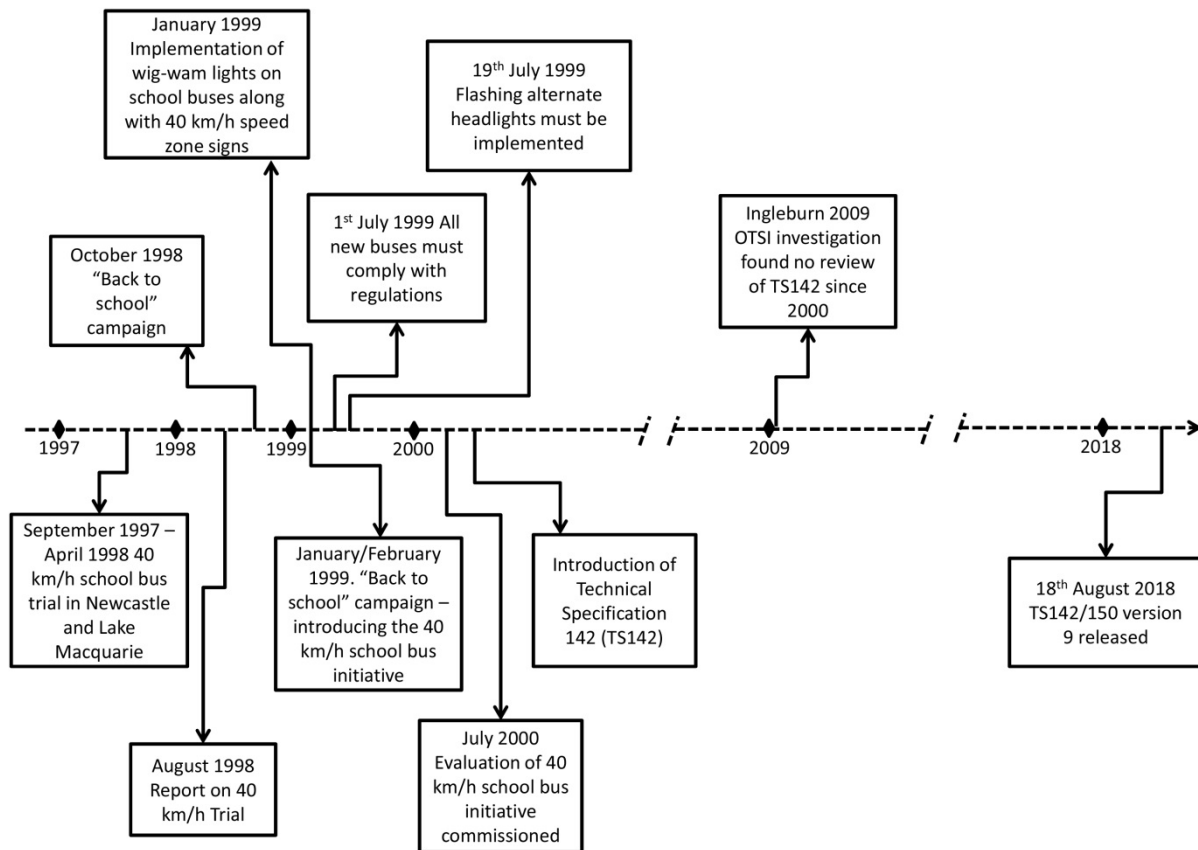 January 1999
Implementation of
wig-wam lights on
school buses along
with 40 km/h speed
zone signs
19th July 1999
Flashing alternate
headlights must be
implemented
October 1998
“Back to
school”
campaign
1st July 1999 All
new buses must
comply with
regulations
Ingleburn 2009
OTSI investigation
found no review
of TS142 since
2000
1997
1998
1999
2000
2009
2018
September 1997 –
April 1998 40
km/h school bus
trial in Newcastle
and Lake
Macquarie
August 1998
Report on 40
km/h Trial
January/February
1999. “Back to
school” campaign –
introducing the 40
km/h school bus
initiative
July 2000
Evaluation of 40
km/h school bus
initiative
commissioned
Introduction of
Technical
Specification
142 (TS142)
18th August 2018
TS142/150 version
9 released